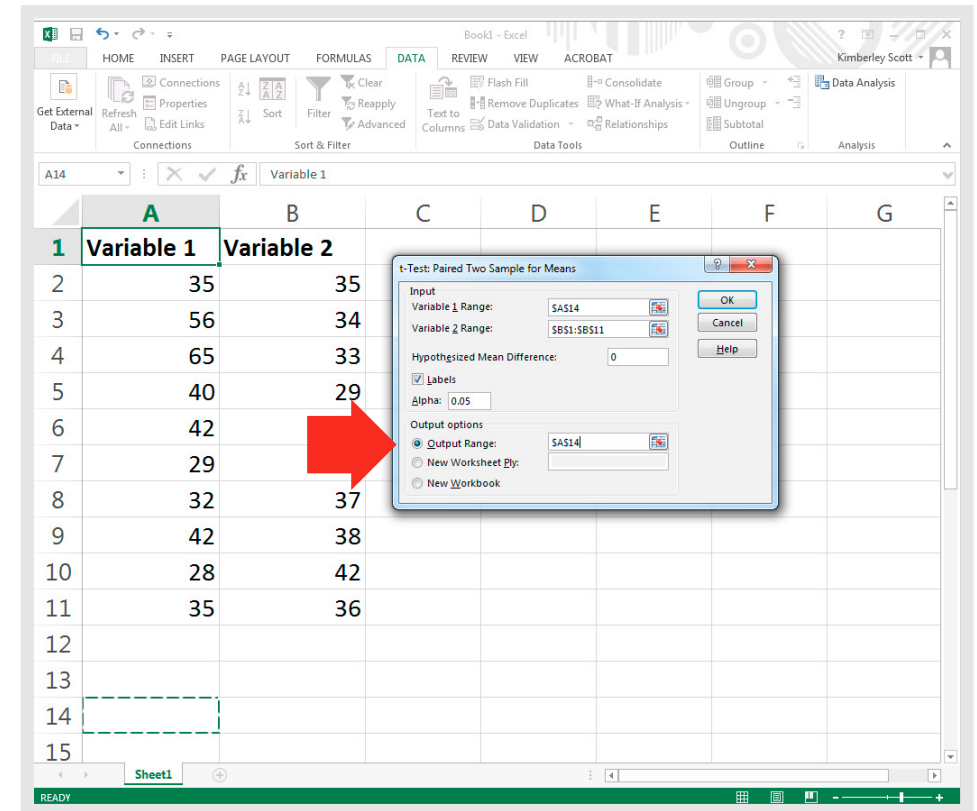 Book1 - Excel
FILE HOME INSERT PAGE LAYOUT FORMULAS DATA REVIEW VIEW ACROBAT Kimberley Scott
Get External Data
Refresh All
Connections
Properties
Edit Links
Connections
Sort
Filter
Clear
Reapply
Advanced
Sort & Filter
Text to Columns
Flash Fill
Remove Duplicates
Data Validation
Consolidate
What-If Analysis
Relationships
Data Tools
Group
Ungroup
Subtotal
Outline
Data Analysis
Analysis
A14 fx Variable 1
A B C D E F G
1 Variable 1 Variable 2
2 35 35
3 56 34
4 65 33
5 40 29
6 42
7 29
8 32 37
9 42 38
10 28 42
11 35 36
12
13
14
15
t-Test: Paired Two Sample for Means
Input
Variable 1 Range: $A$14
Variable 2 Range: $B$1:$B$11
Hypothesized Mean Difference: 0
Labels
Alpha: 0.05
Output options
Output Range: $A$14
New Worksheet Ply:
New Workbook
OK
Cancel
Help
Sheet1
READY